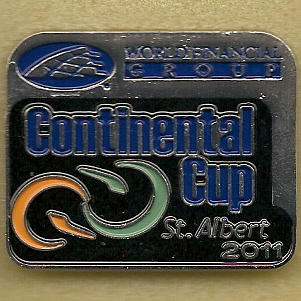 WORLD FINANCIAL
GROUP
Continental
Cup
St. Albert
2011